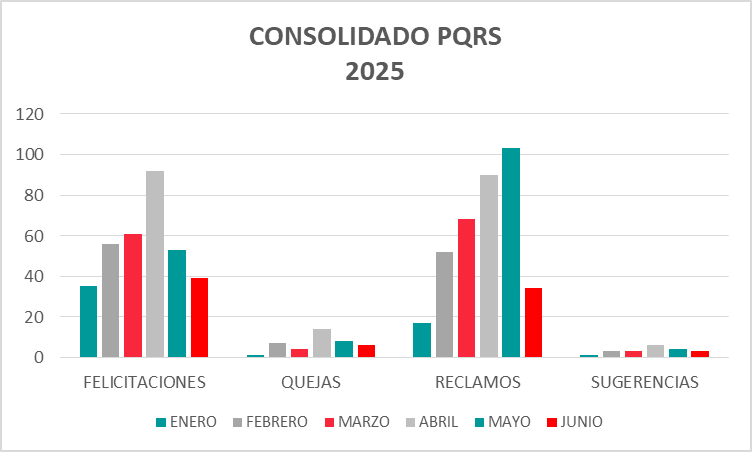 CONSOLIDADO PQRS
2025
120
100
80
60
40
20
0
FELICITACIONES QUEJAS RECLAMOS SUGERENCIAS
ENERO FEBRERO MARZO ABRIL MAYO JUNIO